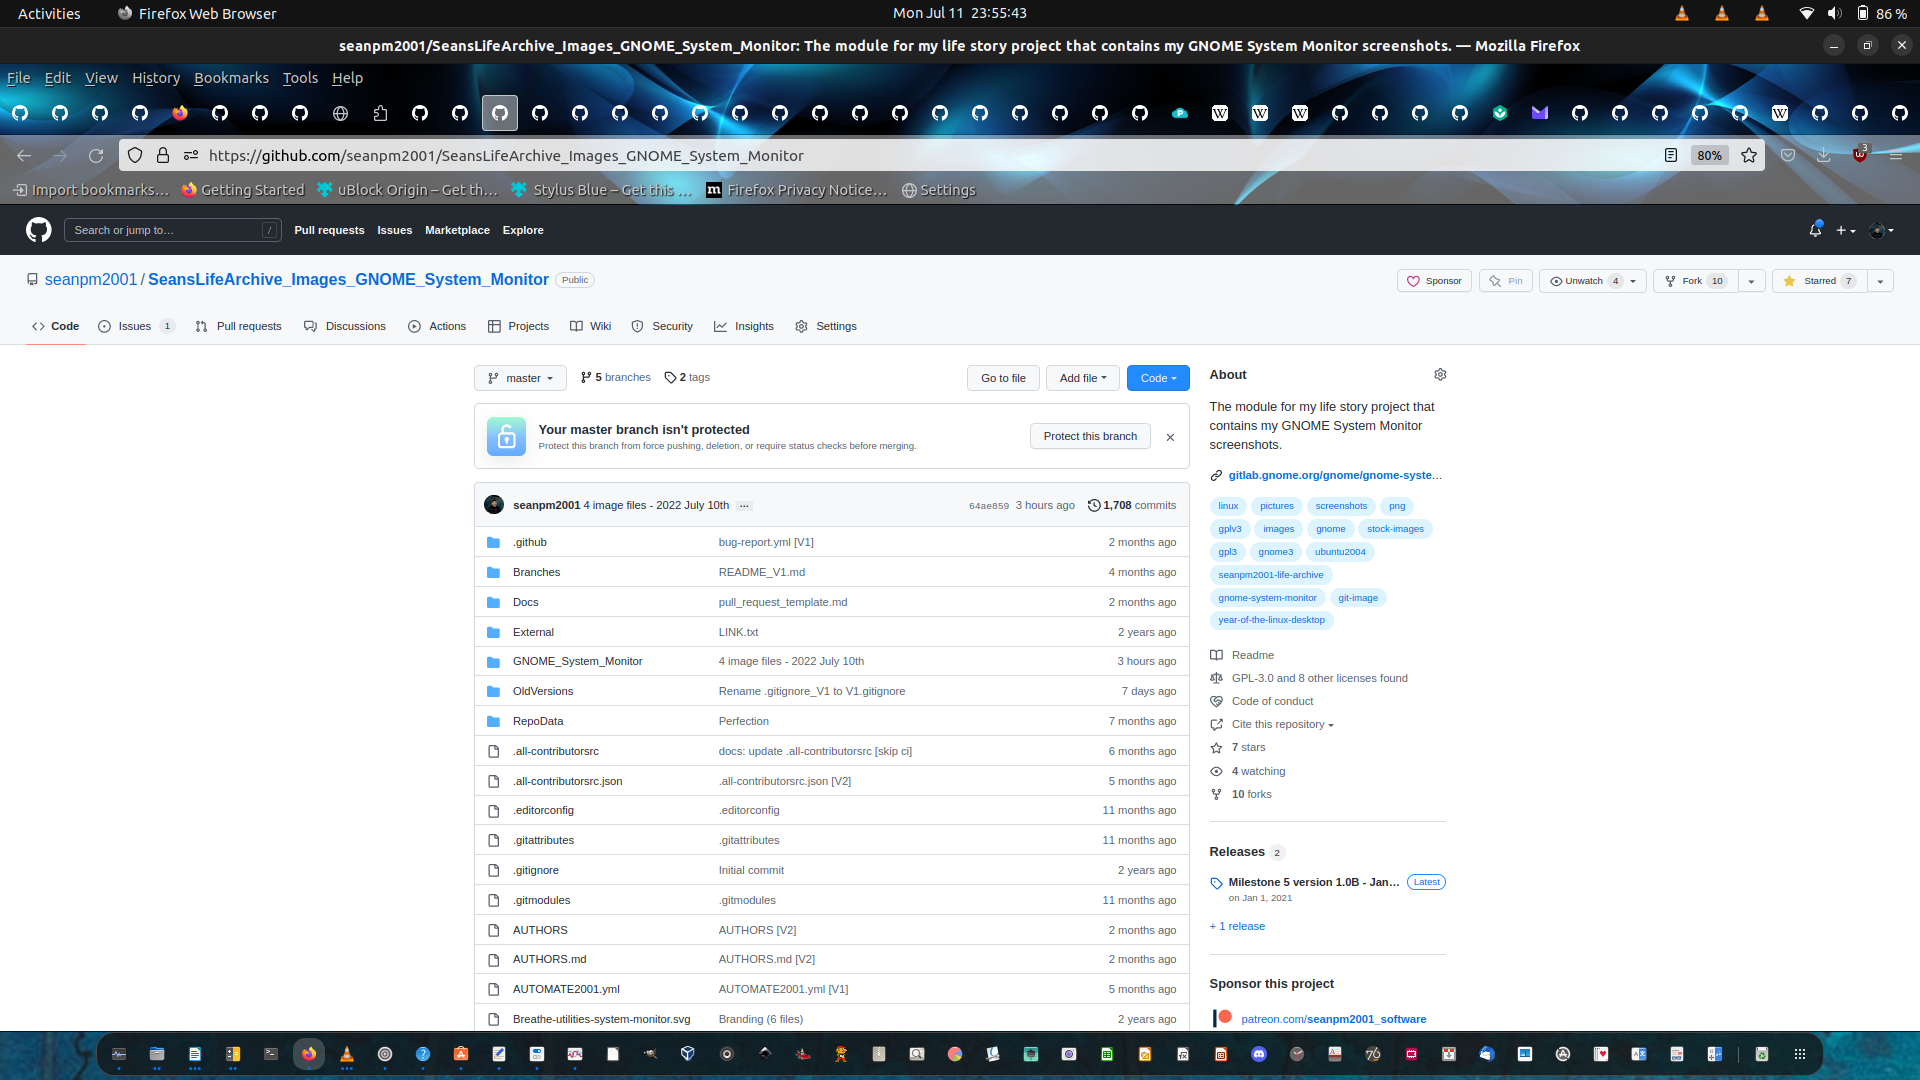 Activities Firefox Web Browser Mon Jul 11 23:55:43 86 %
seanpm2001/SeansLifeArchive_Images_GNOME_System_Monitor: The module for my life story project that contains my GNOME System Monitor screenshots. — Mozilla Firefox
File Edit View History Bookmarks Tools Help
https://github.com/seanpm2001/SeansLifeArchive_Images_GNOME_System_Monitor 80% 3
Import bookmarks… Getting Started uBlock Origin – Get th… Stylus Blue – Get this … Firefox Privacy Notice… Settings
Search or jump to… / Pull requests Issues Marketplace Explore
seanpm2001 / SeansLifeArchive_Images_GNOME_System_Monitor Public Sponsor Pin Unwatch 4 Fork 10 Starred 7
Code Issues 1 Pull requests Discussions Actions Projects Wiki Security Insights Settings
master 5 branches 2 tags Go to file Add file Code
Your master branch isn't protected
Protect this branch from force pushing, deletion, or require status checks before merging.
Protect this branch
seanpm2001 4 image files - 2022 July 10th … 64ae859 3 hours ago 1,708 commits
.github bug-report.yml [V1] 2 months ago
Branches README_V1.md 4 months ago
Docs pull_request_template.md 2 months ago
External LINK.txt 2 years ago
GNOME_System_Monitor 4 image files - 2022 July 10th 3 hours ago
OldVersions Rename .gitignore_V1 to V1.gitignore 7 days ago
RepoData Perfection 7 months ago
.all-contributorsrc docs: update .all-contributorsrc [skip ci] 6 months ago
.all-contributorsrc.json .all-contributorsrc.json [V2] 5 months ago
.editorconfig .editorconfig 11 months ago
.gitattributes .gitattributes 11 months ago
.gitignore Initial commit 2 years ago
.gitmodules .gitmodules 11 months ago
AUTHORS AUTHORS [V2] 2 months ago
AUTHORS.md AUTHORS.md [V2] 2 months ago
AUTOMATE2001.yml AUTOMATE2001.yml [V1] 5 months ago
Breathe-utilities-system-monitor.svg Branding (6 files) 2 years ago
About
The module for my life story project that
contains my GNOME System Monitor
screenshots.
gitlab.gnome.org/gnome/gnome-syste…
linux pictures screenshots png
gplv3 images gnome stock-images
gpl3 gnome3 ubuntu2004
seanpm2001-life-archive
gnome-system-monitor git-image
year-of-the-linux-desktop
Readme
GPL-3.0 and 8 other licenses found
Code of conduct
Cite this repository
7 stars
4 watching
10 forks
Releases 2
Milestone 5 version 1.0B - Jan… Latest
on Jan 1, 2021
+ 1 release
Sponsor this project
patreon.com/seanpm2001_software